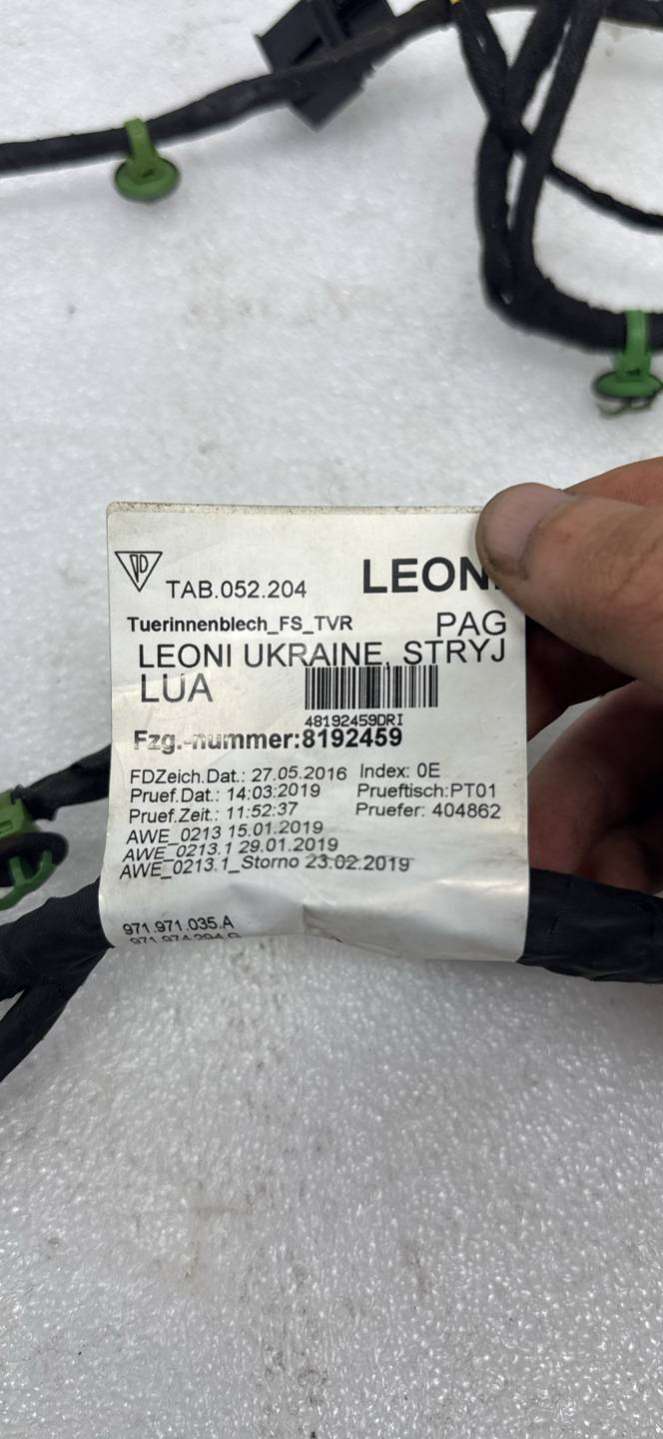 TAB.052.204
LEONI
Tuerinnenblech_FS_TVR
PAG
LEONI UKRAINE, STRYJ
LUA
48192459DRI
Fzg.-nummer:8192459
FDZeich.Dat.: 27.05.2016 Index: 0E
Pruef.Dat.: 14:03:2019 Prueftisch:PT01
Pruef.Zeit.: 11:52:37 Pruefer: 404862
AWE_0213 15.01.2019
AWE_0213.1 29.01.2019
AWE_0213.1_Storno 23.02.2019
971.971.035.A